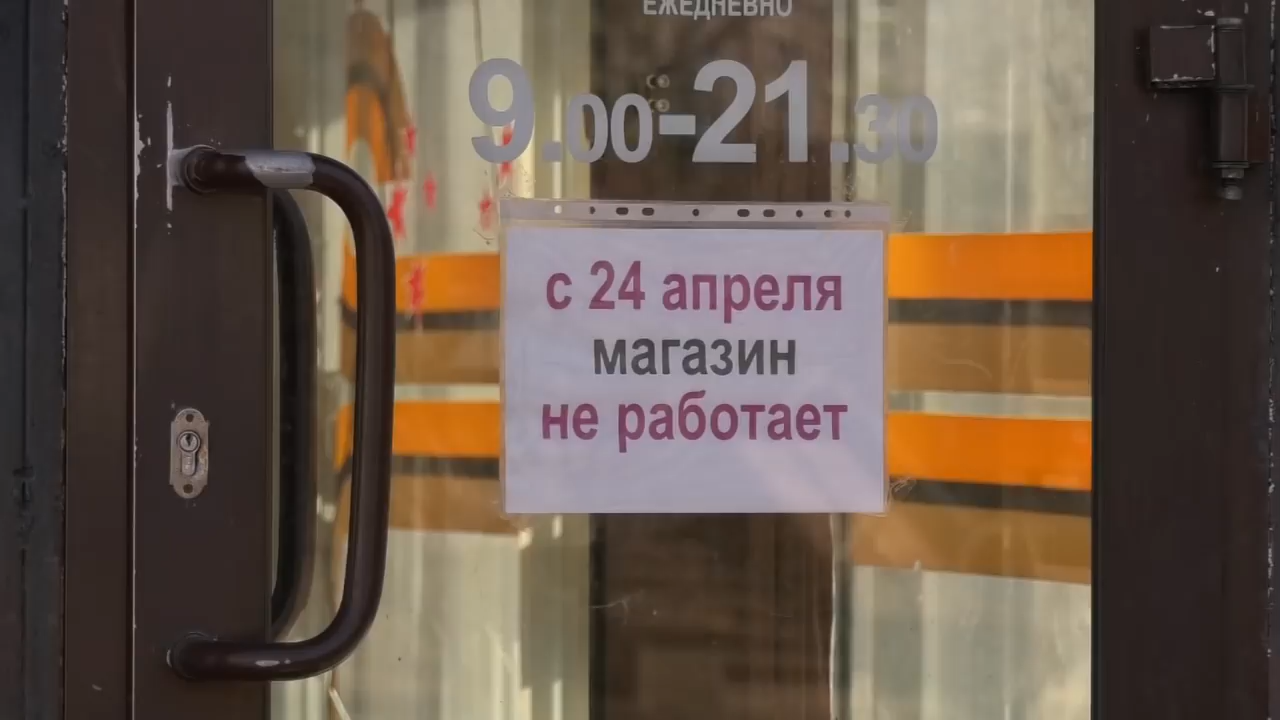 ЕЖЕДНЕВНО
9.00-21.30
с 24 апреля
магазин
не работает